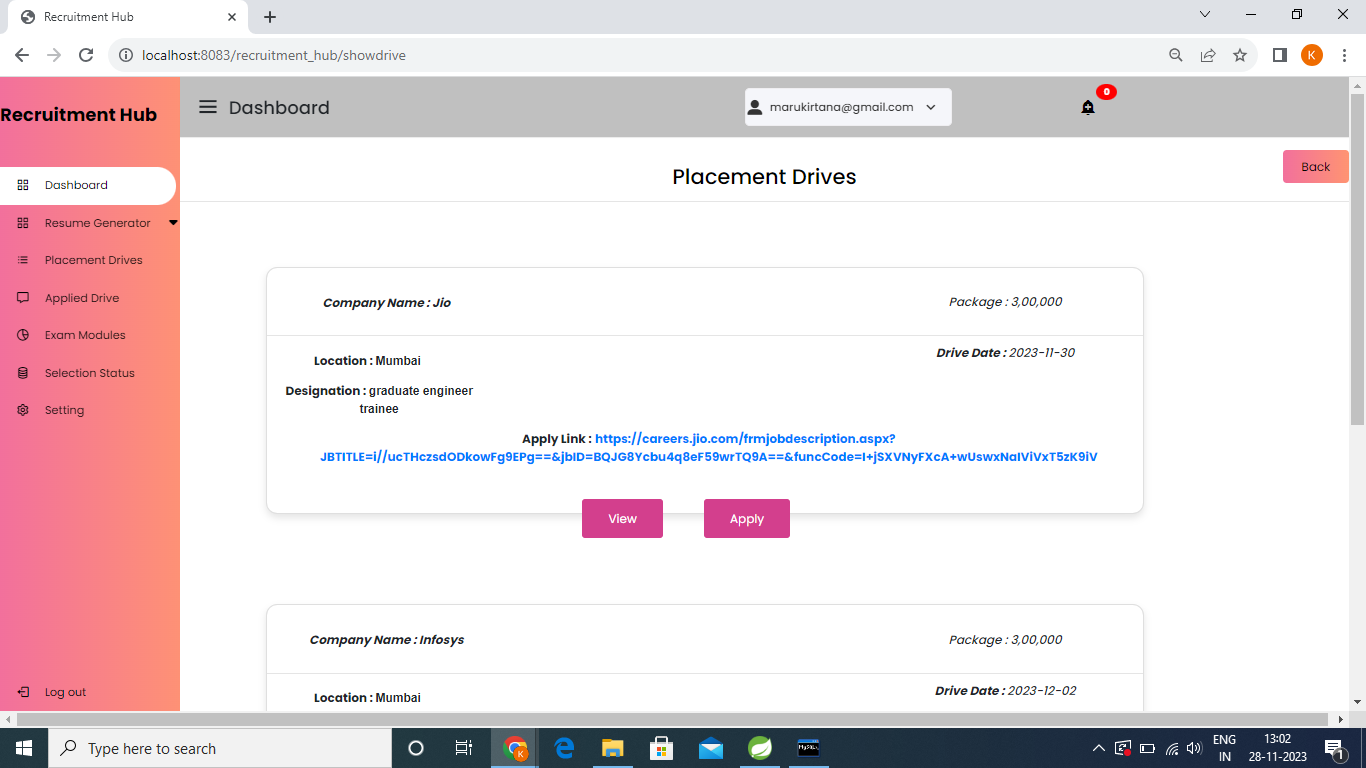 Recruitment Hub
localhost:8083/recruitment_hub/showdrive
K
Recruitment Hub
Dashboard
marukirtana@gmail.com
0
Back
Placement Drives
Dashboard
Resume Generator
Placement Drives
Applied Drive
Exam Modules
Selection Status
Setting
Log out
Company Name : Jio
Package : 3,00,000
Location : Mumbai
Drive Date : 2023-11-30
Designation : graduate engineer
trainee
Apply Link : https://careers.jio.com/frmjobdescription.aspx?
JBTITLE=i//ucTHczsdODkowFg9EPg==&jbID=BQJG8Ycbu4q8eF59wrTQ9A==&funcCode=I+jSXVNyFXcA+wUswxNaIViVxT5zK9iV
View
Apply
Company Name : Infosys
Package : 3,00,000
Location : Mumbai
Drive Date : 2023-12-02
Type here to search
K
MySQL
ENG
IN
13:02
28-11-2023
1